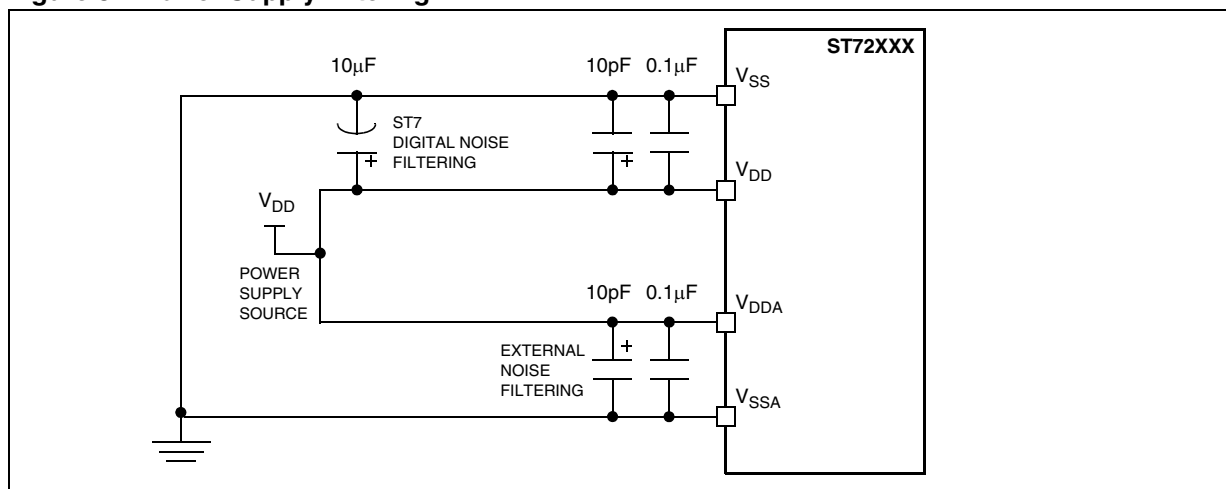 Supply
ST72XXX
10μF
10pF 0.1μF
VSS
ST7
DIGITAL NOISE
FILTERING
+
+
VDD
VDD
POWER
SUPPLY
SOURCE
10pF 0.1μF
VDDA
EXTERNAL
NOISE
FILTERING
+
VSSA